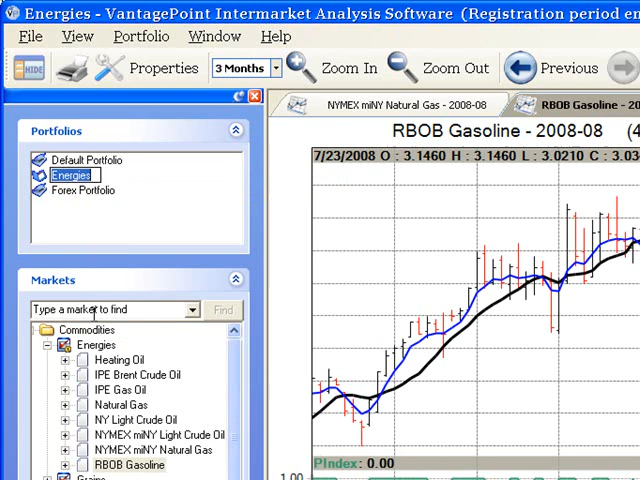 Energies - VantagePoint Intermarket Analysis Software (Registration period en
File View Portfolio Window Help
HIDE Properties 3 Months Zoom In Zoom Out Previous
NYMEX miNY Natural Gas - 2008-08 RBOB Gasoline - 20
Portfolios
Default Portfolio
Energies
Forex Portfolio
RBOB Gasoline - 2008-08 (4
7/23/2008 O : 3.1460 H : 3.1460 L : 3.0210 C : 3.03
Markets
Type a market to find Find
Commodities
Energies
Heating Oil
IPE Brent Crude Oil
IPE Gas Oil
Natural Gas
NY Light Crude Oil
NYMEX miNY Light Crude Oil
NYMEX miNY Natural Gas
RBOB Gasoline
Grains
PIndex: 0.00
1.00